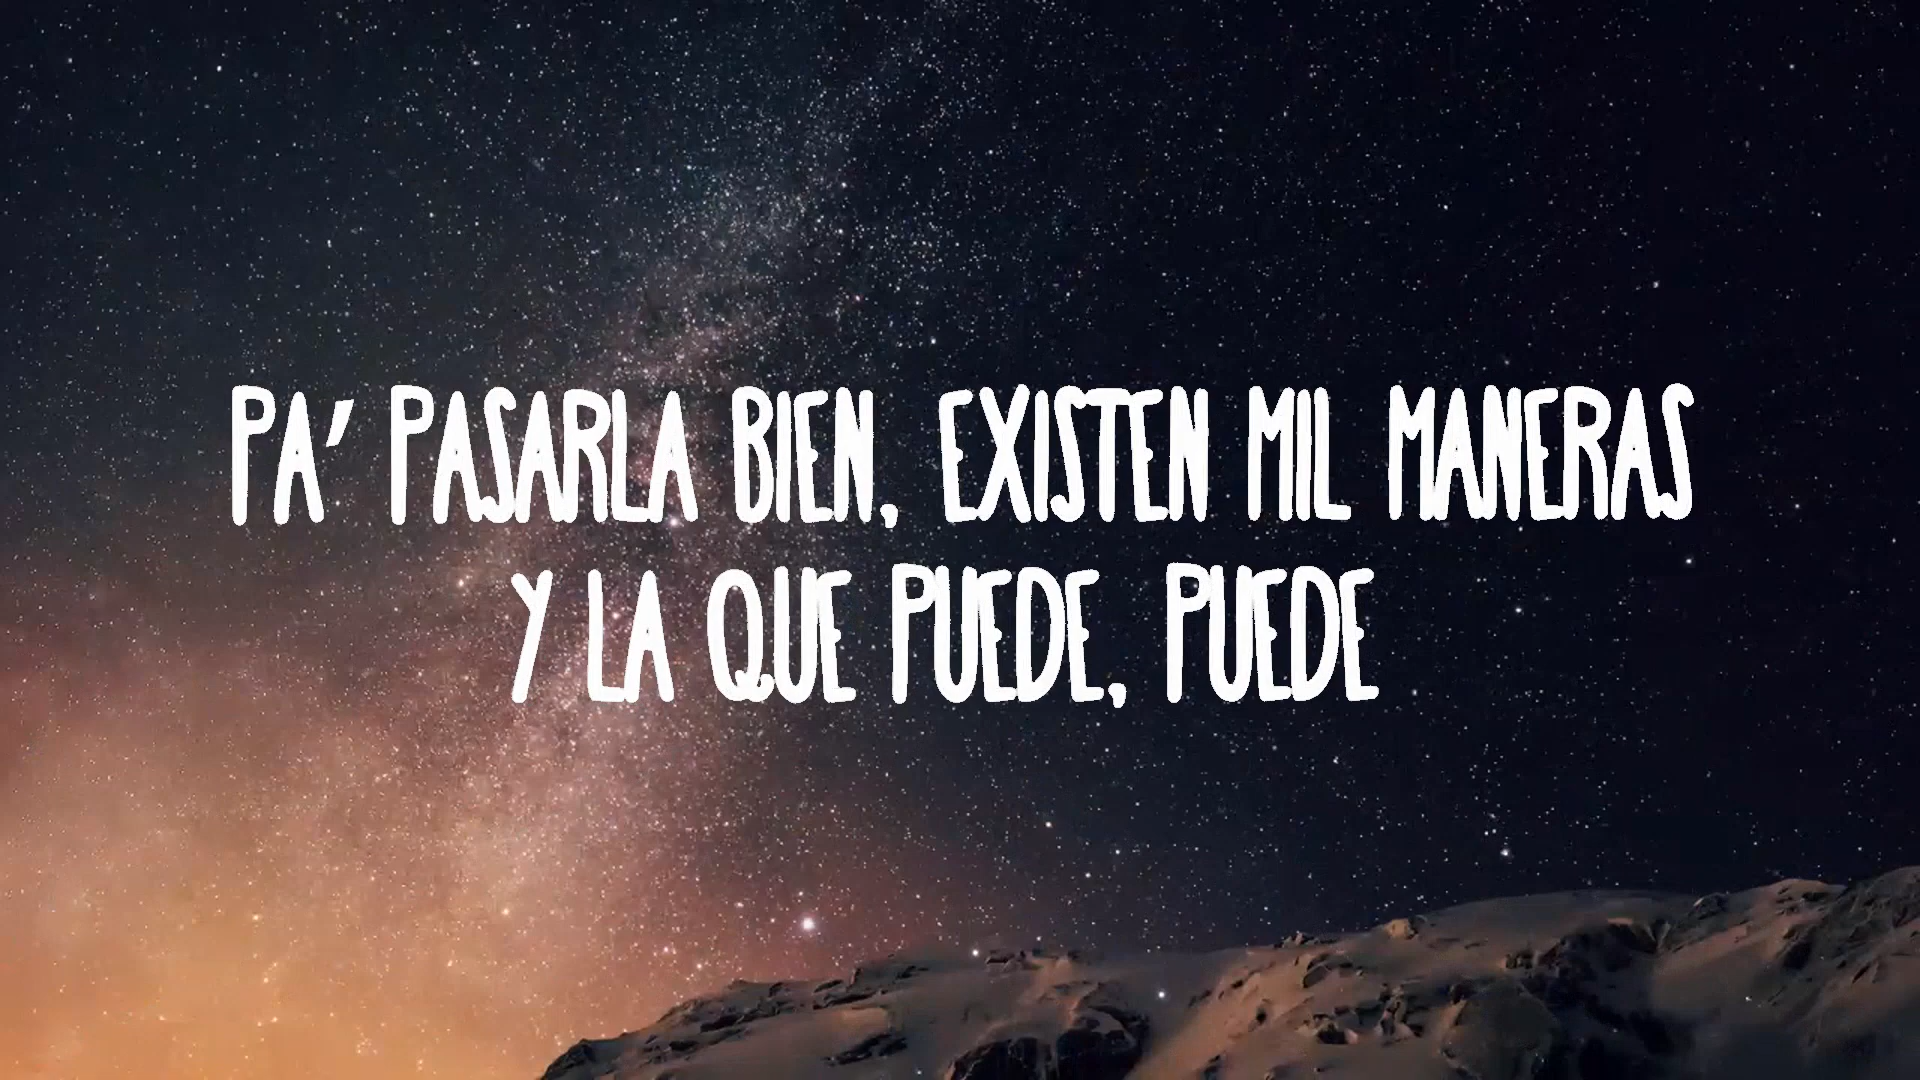 PA' PASARLA BIEN, EXISTEN MIL MANERAS
Y LA QUE PUEDE, PUEDE